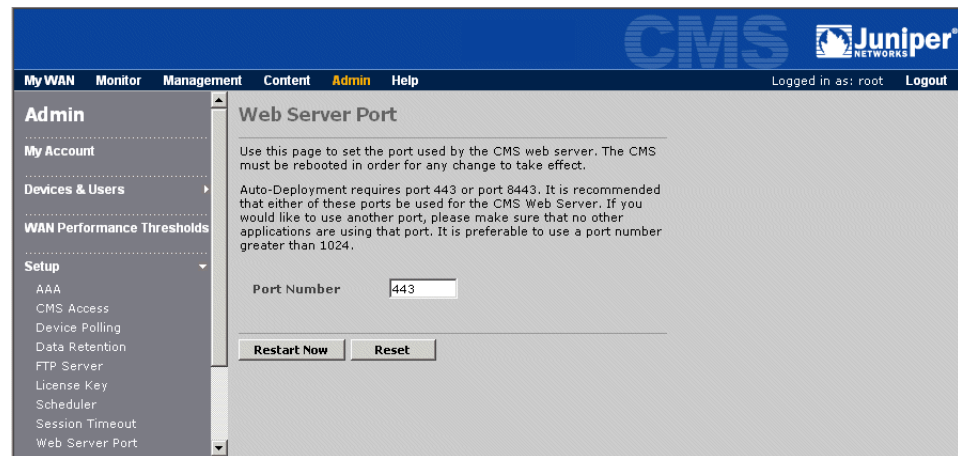 CMS
Juniper®
NETWORKS
My WAN Monitor Management Content Admin Help Logged in as: root Logout
Admin
My Account
Devices & Users
WAN Performance Thresholds
Setup
AAA
CMS Access
Device Polling
Data Retention
FTP Server
License Key
Scheduler
Session Timeout
Web Server Port
Web Server Port
Use this page to set the port used by the CMS web server. The CMS
must be rebooted in order for any change to take effect.
Auto-Deployment requires port 443 or port 8443. It is recommended
that either of these ports be used for the CMS Web Server. If you
would like to use another port, please make sure that no other
applications are using that port. It is preferable to use a port number
greater than 1024.
Port Number 443
Restart Now Reset